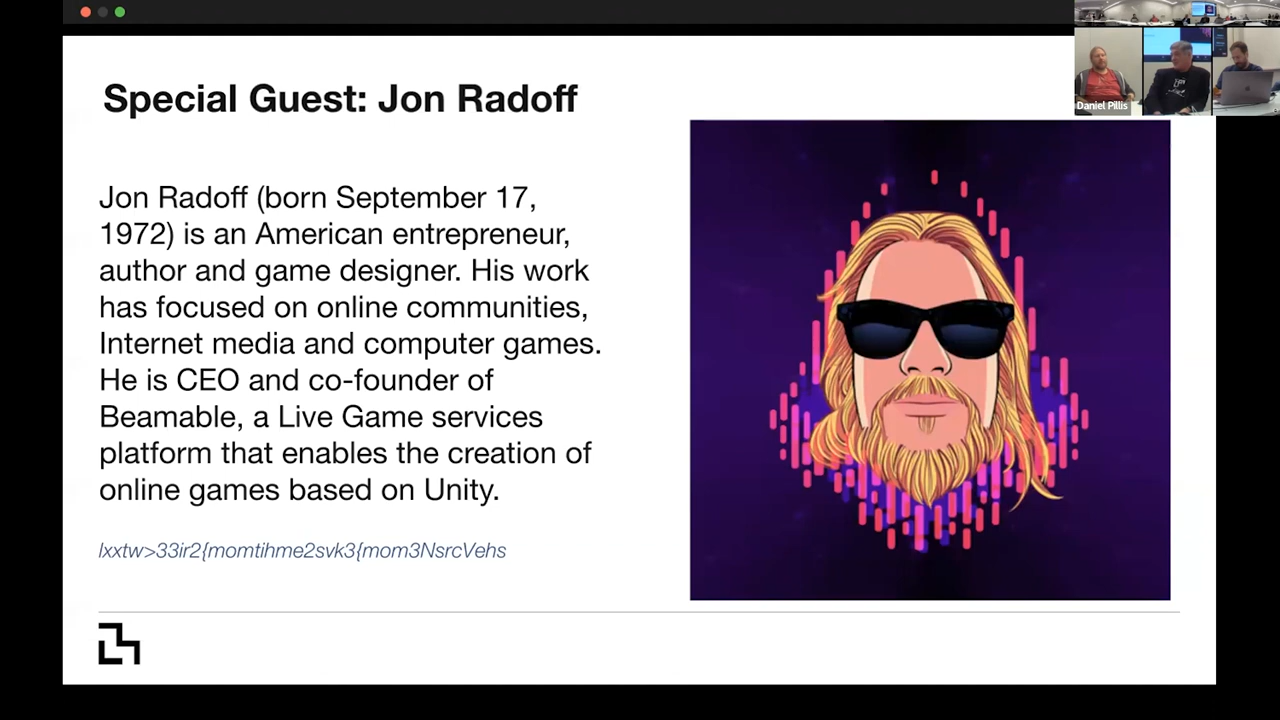 Special Guest: Jon Radoff
Jon Radoff (born September 17,
1972) is an American entrepreneur,
author and game designer. His work
has focused on online communities,
Internet media and computer games.
He is CEO and co-founder of
Beamable, a Live Game services
platform that enables the creation of
online games based on Unity.
lxxtw>33ir2{momtihme2svk3{mom3NsrcVehs
Daniel Pillis